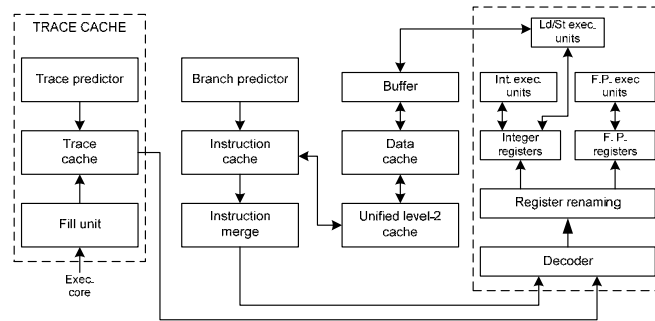 TRACE CACHE
Trace predictor
Trace
cache
Fill unit
Exec.
core
Branch predictor
Instruction
cache
Instruction
merge
Buffer
Data
cache
Unified level-2
cache
Ld/St exec.
units
Int. exec.
units
F.P. exec
units
Integer
registers
F. P.
registers
Register renaming
Decoder